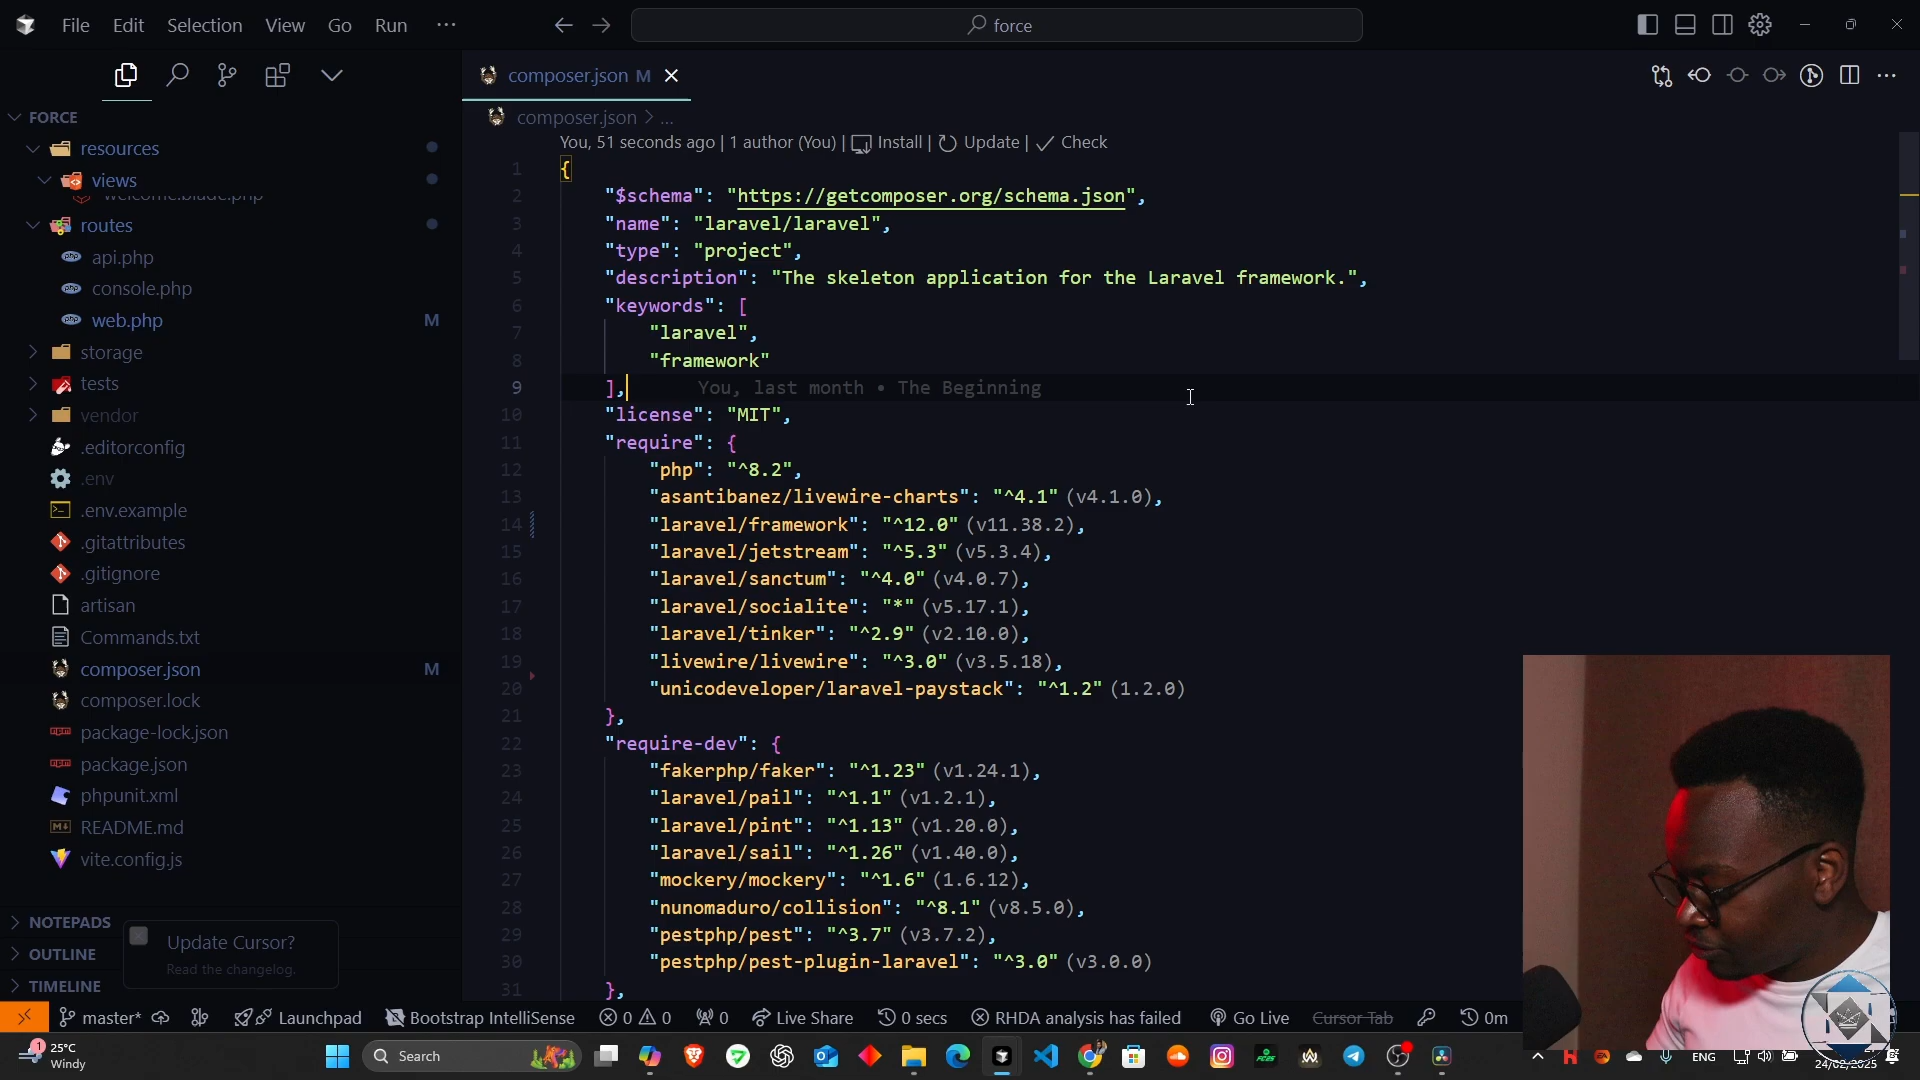 File Edit Selection View Go Run ···
force
FORCE
resources
views
welcome.blade.php
routes
api.php
console.php
web.php M
storage
tests
vendor
.editorconfig
.env
.env.example
.gitattributes
.gitignore
artisan
Commands.txt
composer.json M
composer.lock
package-lock.json
package.json
phpunit.xml
README.md
vite.config.js
NOTEPADS
OUTLINE
TIMELINE
Update Cursor?
Read the changelog.
composer.json M
composer.json > ...
You, 51 seconds ago | 1 author (You) | Install | Update | Check
1 {
2 "$schema": "https://getcomposer.org/schema.json",
3 "name": "laravel/laravel",
4 "type": "project",
5 "description": "The skeleton application for the Laravel framework.",
6 "keywords": [
7 "laravel",
8 "framework"
9 ], You, last month • The Beginning
10 "license": "MIT",
11 "require": {
12 "php": "^8.2",
13 "asantibanez/livewire-charts": "^4.1" (v4.1.0),
14 "laravel/framework": "^12.0" (v11.38.2),
15 "laravel/jetstream": "^5.3" (v5.3.4),
16 "laravel/sanctum": "^4.0" (v4.0.7),
17 "laravel/socialite": "*" (v5.17.1),
18 "laravel/tinker": "^2.9" (v2.10.0),
19 "livewire/livewire": "^3.0" (v3.5.18),
20 "unicodeveloper/laravel-paystack": "^1.2" (1.2.0)
21 },
22 "require-dev": {
23 "fakerphp/faker": "^1.23" (v1.24.1),
24 "laravel/pail": "^1.1" (v1.2.1),
25 "laravel/pint": "^1.13" (v1.20.0),
26 "laravel/sail": "^1.26" (v1.40.0),
27 "mockery/mockery": "^1.6" (1.6.12),
28 "nunomaduro/collision": "^8.1" (v8.5.0),
29 "pestphp/pest": "^3.7" (v3.7.2),
30 "pestphp/pest-plugin-laravel": "^3.0" (v3.0.0)
31 },
master* Launchpad Bootstrap IntelliSense 0 0 0 Live Share 0 secs RHDA analysis has failed Go Live Cursor Tab 0m
1 25°C
Windy
Search
ENG
24/02/2025